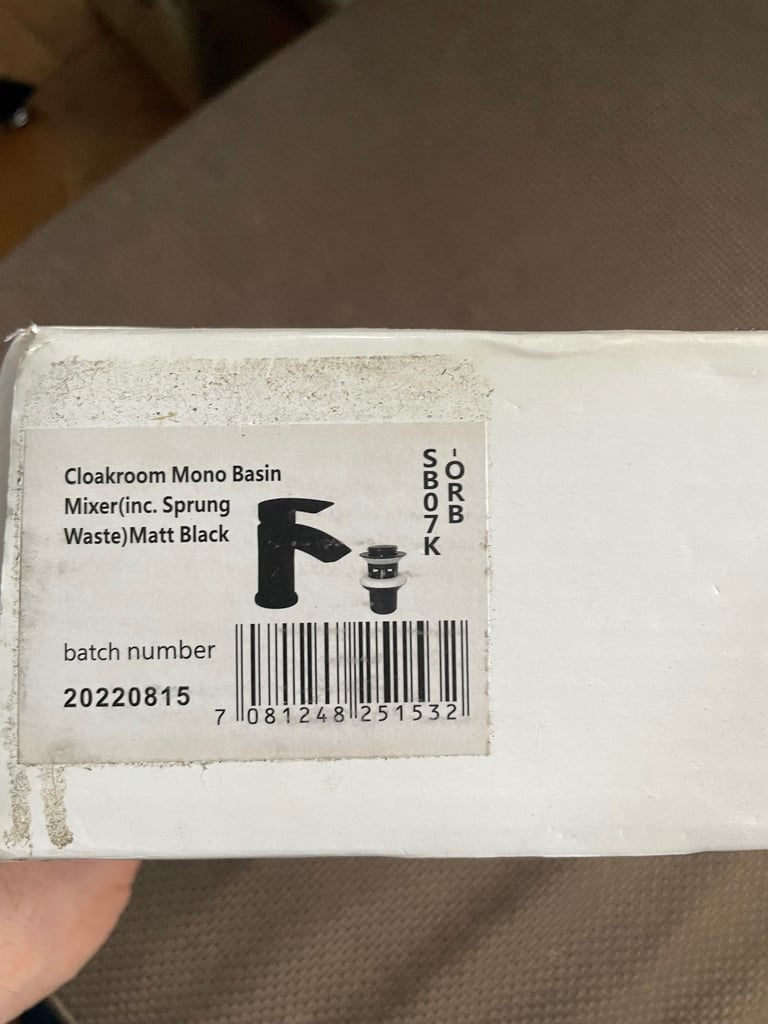 Cloakroom Mono Basin
Mixer(inc. Sprung
Waste)Matt Black
SB07K
-ORB
batch number
20220815
7 081248 251532